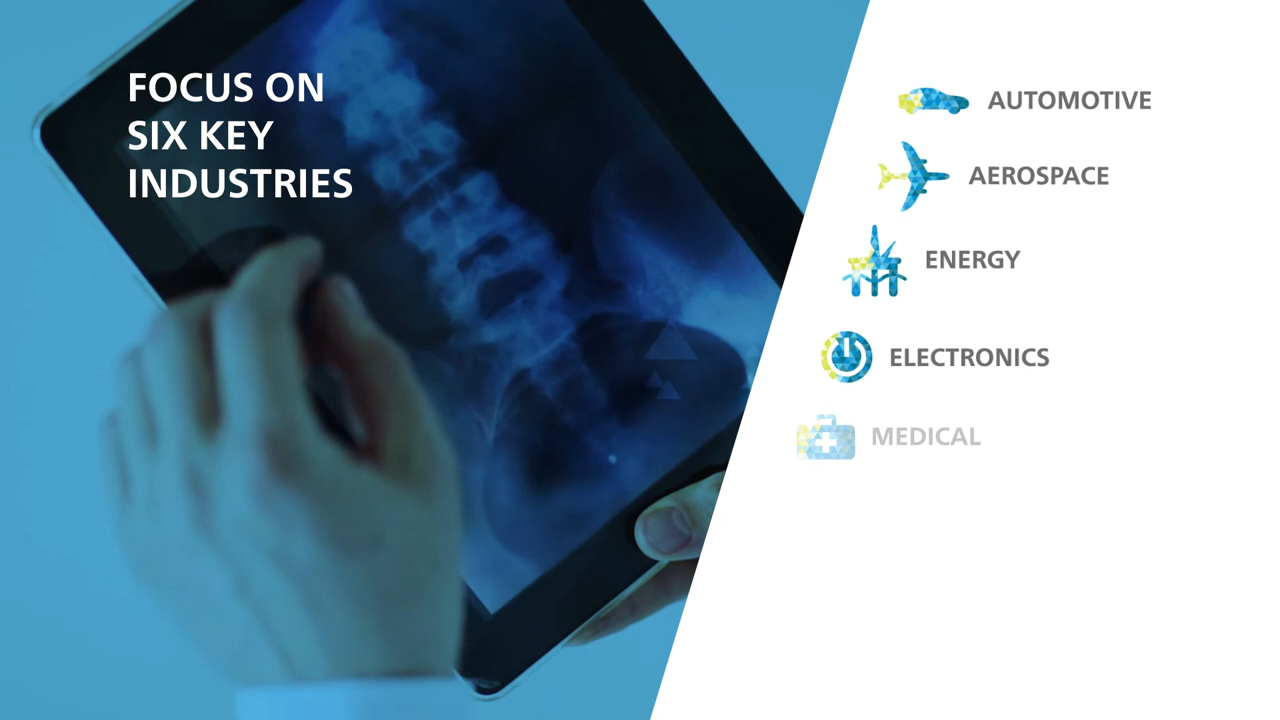 FOCUS ON
SIX KEY
INDUSTRIES
AUTOMOTIVE
AEROSPACE
ENERGY
ELECTRONICS
MEDICAL